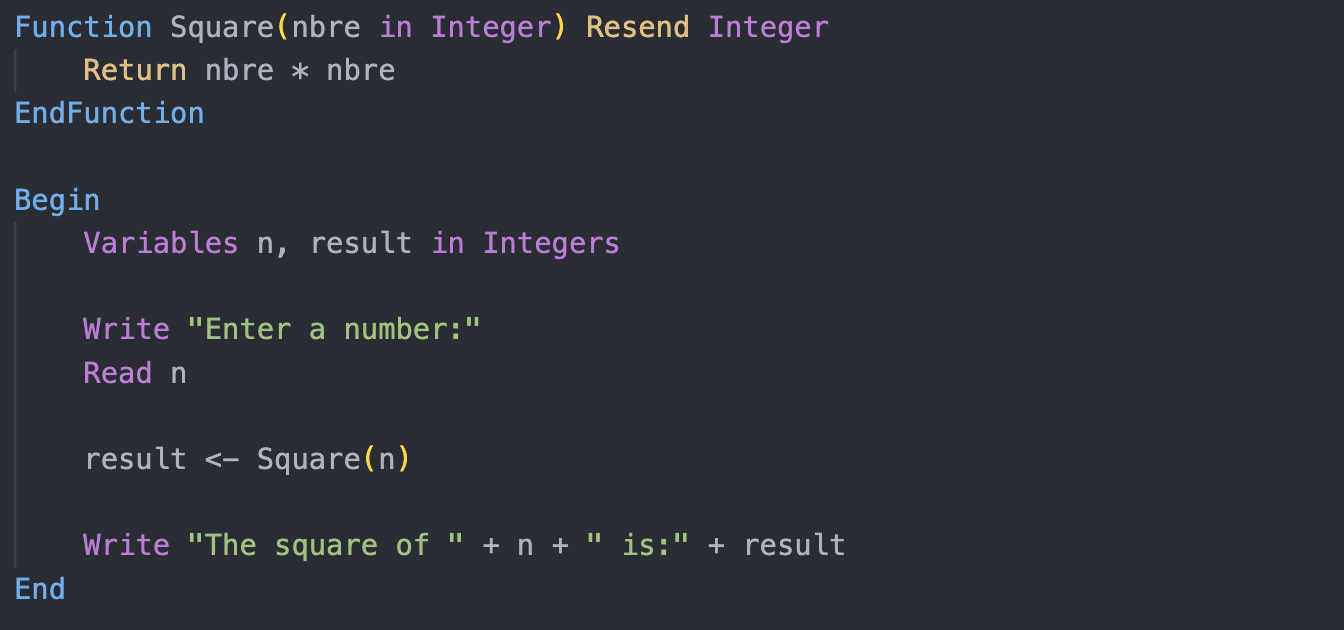 Function Square(nbre in Integer) Resend Integer
    Return nbre * nbre
EndFunction

Begin
    Variables n, result in Integers

    Write "Enter a number:"
    Read n

    result <- Square(n)

    Write "The square of " + n + " is:" + result
End